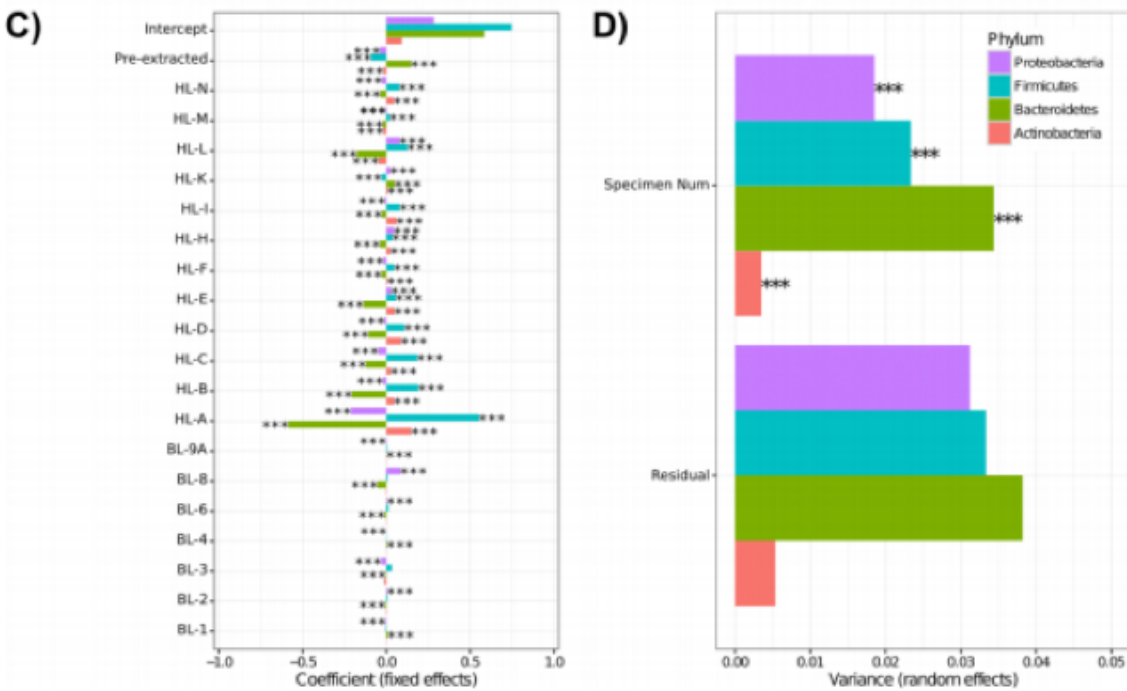 C)
Intercept
Pre-extracted
HL-N
HL-M
HL-L
HL-K
HL-I
HL-H
HL-F
HL-E
HL-D
HL-C
HL-B
HL-A
BL-9A
BL-8
BL-6
BL-4
BL-3
BL-2
BL-1
−1.0 −0.5 0.0 0.5 1.0
Coefficient (fixed effects)
D)
Phylum
Proteobacteria
Firmicutes
Bacteroidetes
Actinobacteria
***
***
Specimen Num
***
***
Residual
0.00 0.01 0.02 0.03 0.04 0.05
Variance (random effects)